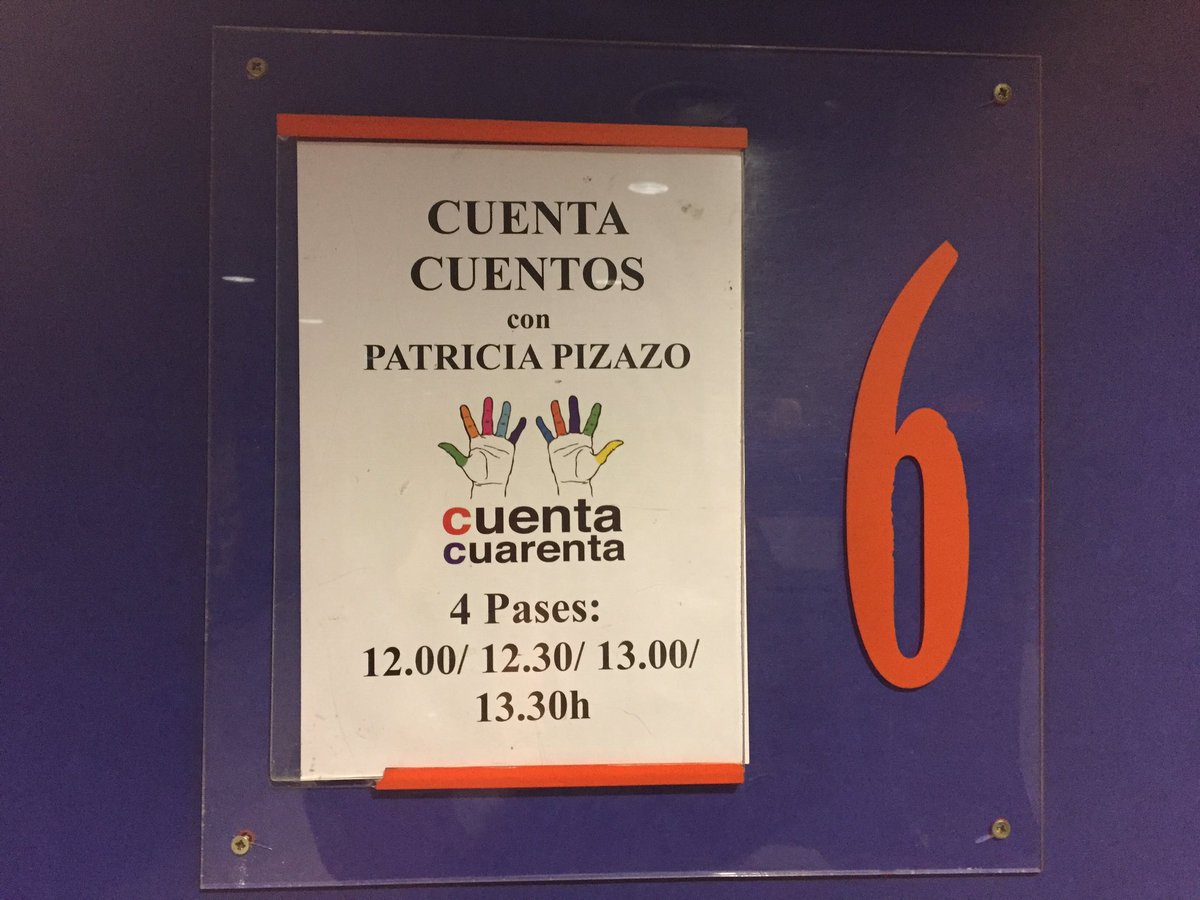 CUENTA
CUENTOS
con
PATRICIA PIZAZO
cuenta
cuarenta
4 Pases:
12.00/ 12.30/ 13.00/
13.30h
6